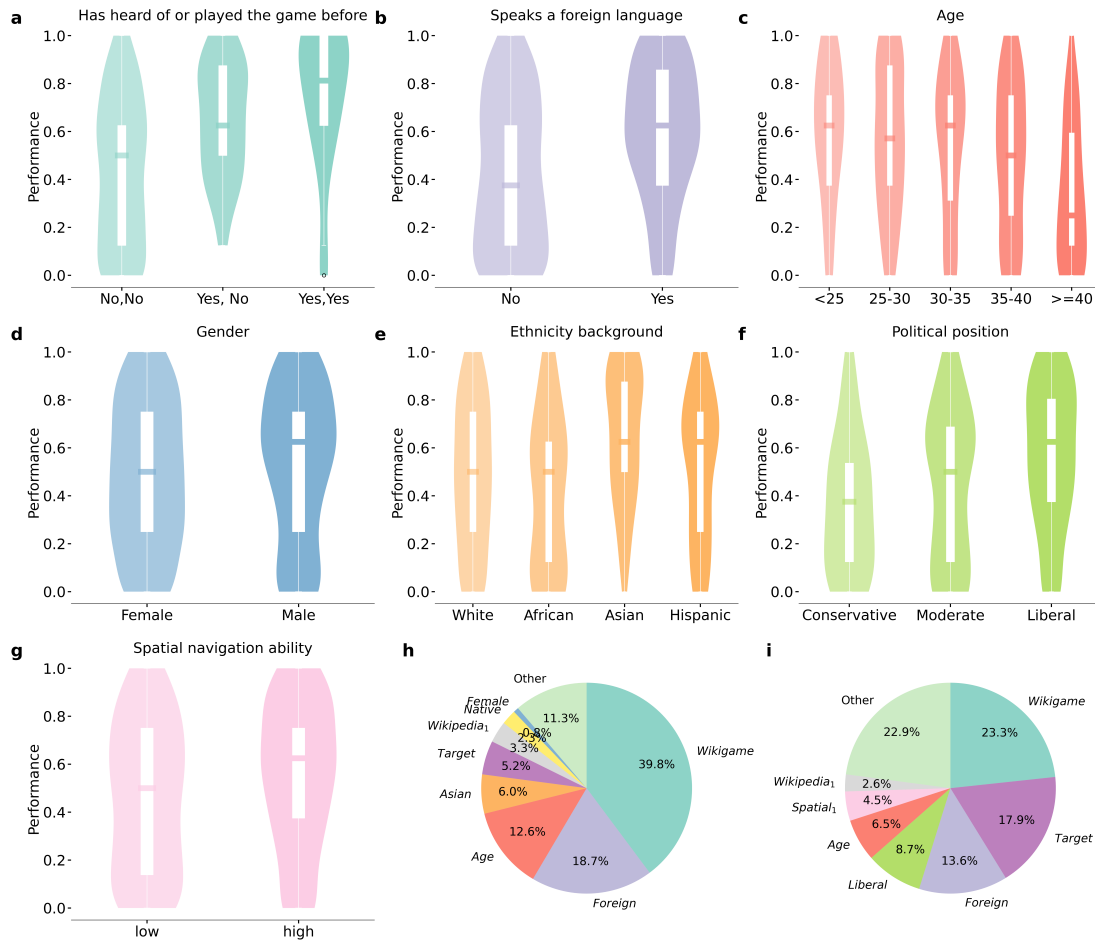 a Has heard of or played the game before
1.0
0.8
0.6
0.4
0.2
0.0
Performance
No,No Yes, No Yes,Yes
b Speaks a foreign language
1.0
0.8
0.6
0.4
0.2
0.0
Performance
No Yes
c Age
1.0
0.8
0.6
0.4
0.2
0.0
Performance
<25 25-30 30-35 35-40 >=40
d Gender
1.0
0.8
0.6
0.4
0.2
0.0
Performance
Female Male
e Ethnicity background
1.0
0.8
0.6
0.4
0.2
0.0
Performance
White African Asian Hispanic
f Political position
1.0
0.8
0.6
0.4
0.2
0.0
Performance
Conservative Moderate Liberal
g Spatial navigation ability
1.0
0.8
0.6
0.4
0.2
0.0
Performance
low high
h
Other
11.3%
Female
0.8%
Native
2.3%
Wikipedia₁
3.3%
Target
5.2%
Asian
6.0%
Age
12.6%
Foreign
18.7%
Wikigame
39.8%
i
Other
22.9%
Wikigame
23.3%
Wikipedia₁
2.6%
Spatial₁
4.5%
Age
6.5%
Liberal
8.7%
Foreign
13.6%
Target
17.9%